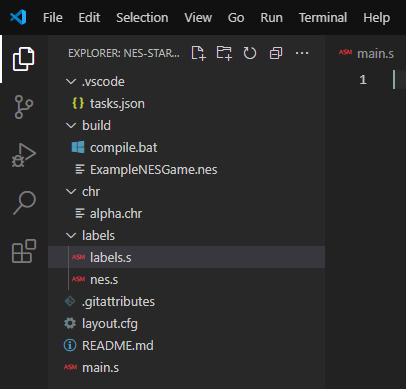 File Edit Selection View Go Run Terminal Help
EXPLORER: NES-STAR...
main.s
1
.vscode
tasks.json
build
compile.bat
ExampleNESGame.nes
chr
alpha.chr
labels
ASM labels.s
ASM nes.s
.gitattributes
layout.cfg
README.md
ASM main.s